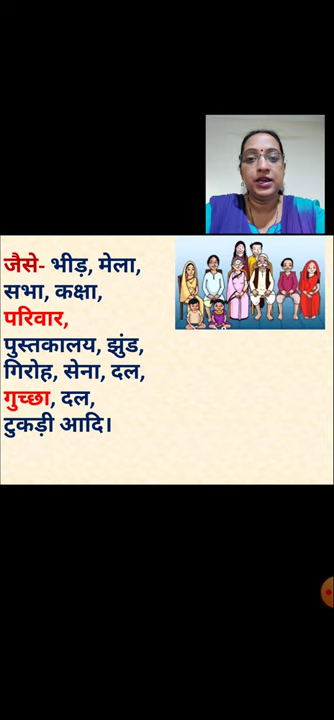 जैसे- भीड़, मेला,
सभा, कक्षा,
परिवार,
पुस्तकालय, झुंड,
गिरोह, सेना, दल,
गुच्छा, दल,
टुकड़ी आदि।